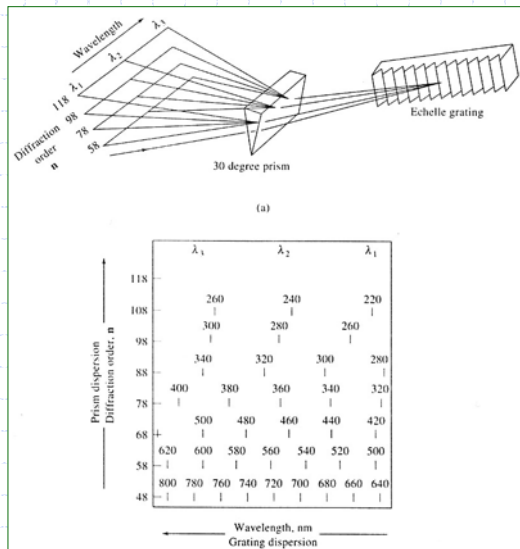 Wavelength
λ3
λ2
λ1
118
98
78
58
Diffraction
order
n
30 degree prism
Echelle grating
(a)
λ3 λ2 λ1
118
260 240 220
108
300 280 260
98
340 320 300 280
88
400 380 360 340 320
78
500 480 460 440 420
68
620 600 580 560 540 520 500
58
800 780 760 740 720 700 680 660 640
48
Prism dispersion
Diffraction order, n
Wavelength, nm
Grating dispersion